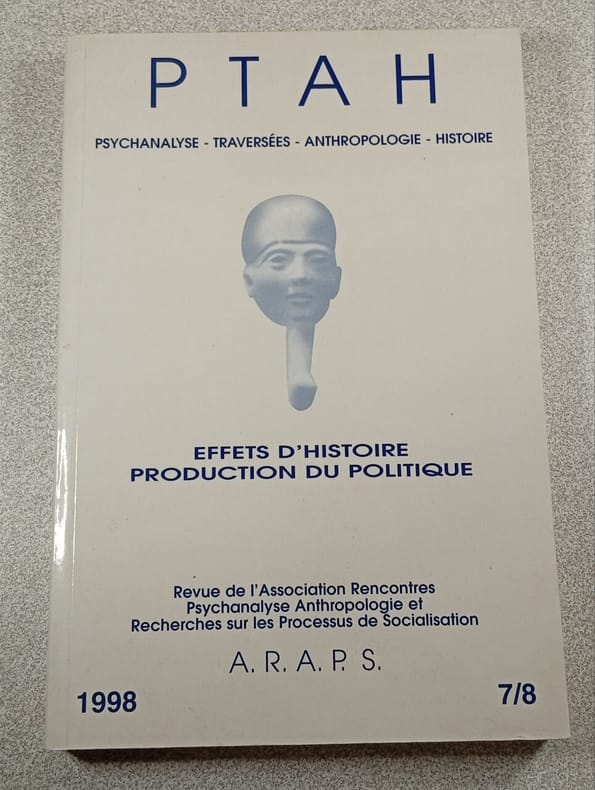 PTAH
PSYCHANALYSE - TRAVERSÉES - ANTHROPOLOGIE - HISTOIRE
EFFETS D'HISTOIRE
PRODUCTION DU POLITIQUE
Revue de l'Association Rencontres
Psychanalyse Anthropologie et
Recherches sur les Processus de Socialisation
A. R. A. P. S.
1998
7/8